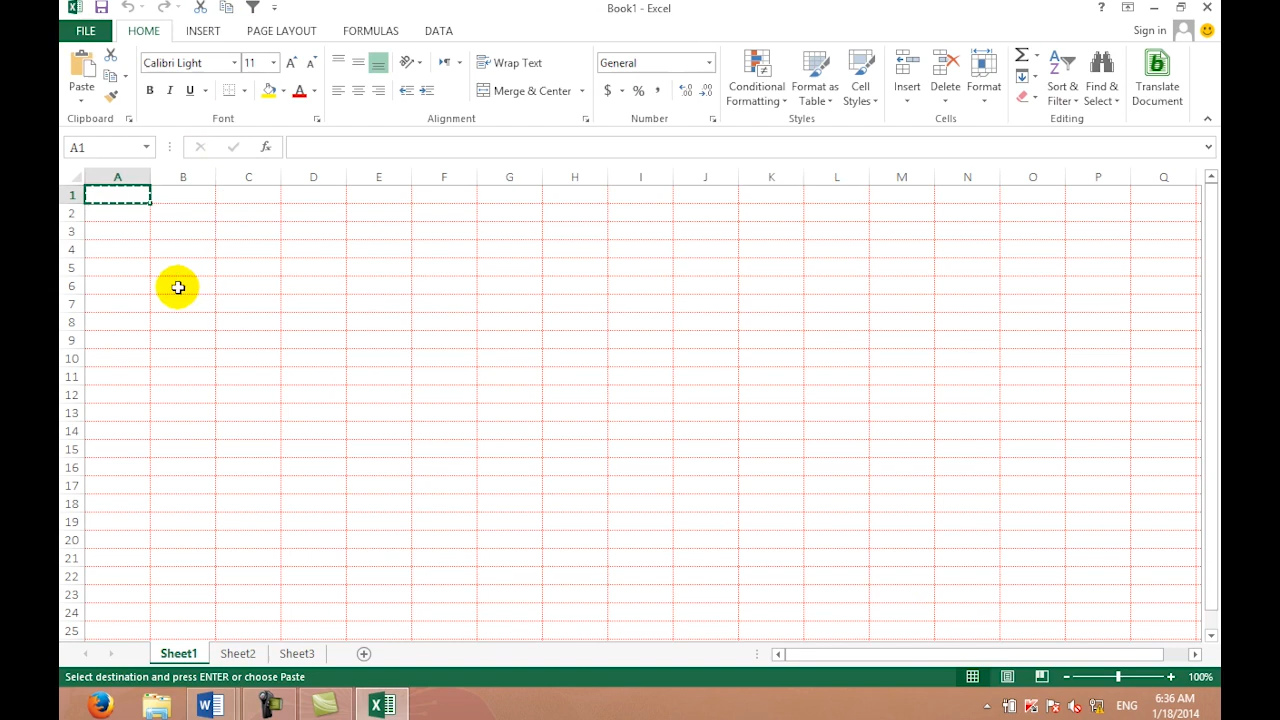 Book1 - Excel
?
FILE HOME INSERT PAGE LAYOUT FORMULAS DATA Sign in
Paste
Calibri Light 11
B I U A
Wrap Text
Merge & Center
General
$ % ,
Conditional Formatting
Format as Table
Cell Styles
Insert Delete Format
Sort & Filter
Find & Select
Translate Document
Clipboard Font Alignment Number Styles Cells Editing
A1 fx
A B C D E F G H I J K L M N O P Q
1
2
3
4
5
6
7
8
9
10
11
12
13
14
15
16
17
18
19
20
21
22
23
24
25
Sheet1 Sheet2 Sheet3
Select destination and press ENTER or choose Paste 100%
ENG 6:36 AM
1/18/2014